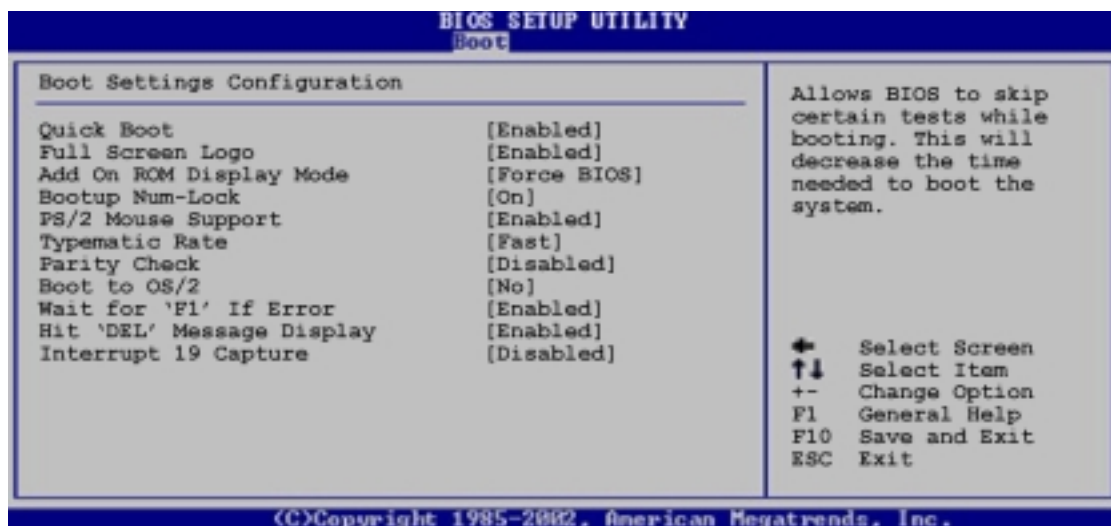 BIOS SETUP UTILITY
Boot
Boot Settings Configuration
Quick Boot [Enabled]
Full Screen Logo [Enabled]
Add On ROM Display Mode [Force BIOS]
Bootup Num-Lock [On]
PS/2 Mouse Support [Enabled]
Typematic Rate [Fast]
Parity Check [Disabled]
Boot to OS/2 [No]
Wait for ‘F1’ If Error [Enabled]
Hit ‘DEL’ Message Display [Enabled]
Interrupt 19 Capture [Disabled]
Allows BIOS to skip
certain tests while
booting. This will
decrease the time
needed to boot the
system.
Select Screen
↑↓ Select Item
+- Change Option
F1 General Help
F10 Save and Exit
ESC Exit
(C)Copyright 1985-2002, American Megatrends, Inc.